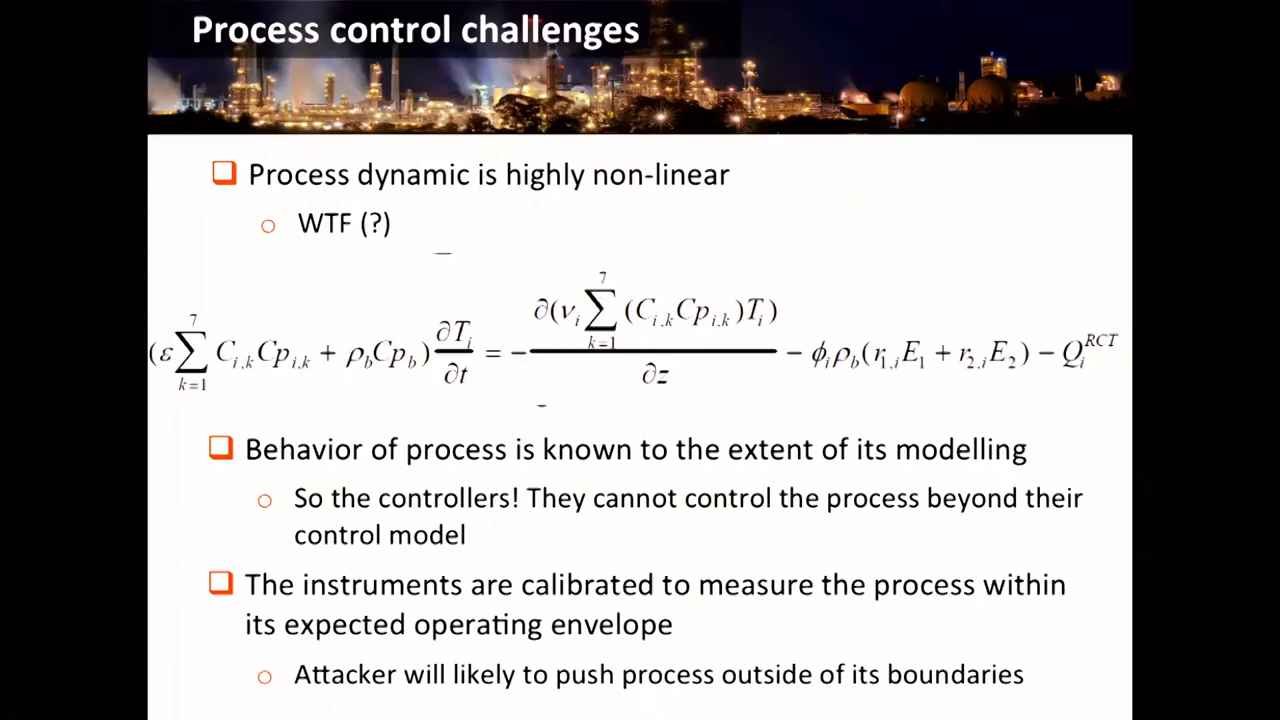 Process control challenges
Process dynamic is highly non-linear
WTF (?)
(ε∑_{k=1}^{7} C_{i,k}Cp_{i,k} + ρ_bCp_b) ∂T_i/∂t = − ∂(ν_i∑_{k=1}^{7}(C_{i,k}Cp_{i,k})T_i)/∂z − ϕ_iρ_b(r_{1,i}E_1 + r_{2,i}E_2) − Q_i^{RCT}
Behavior of process is known to the extent of its modelling
So the controllers! They cannot control the process beyond their
control model
The instruments are calibrated to measure the process within
its expected operating envelope
Attacker will likely to push process outside of its boundaries